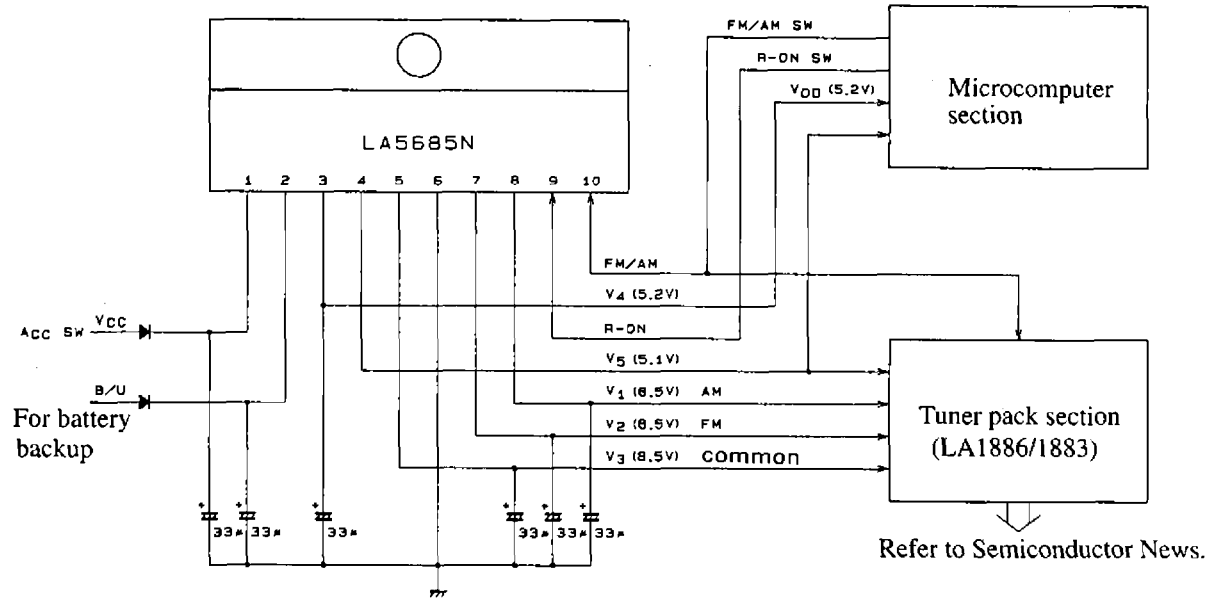 FM/AM SW
R-ON SW
VDD (5.2V)
Microcomputer
section
LA5685N
1 2 3 4 5 6 7 8 9 10
FM/AM
V4 (5.2V)
R-ON
V5 (5.1V)
V1 (8.5V) AM
V2 (8.5V) FM
V3 (8.5V) common
ACC SW VCC
B/U
For battery
backup
Tuner pack section
(LA1886/1883)
+ + + + + +
33μ 33μ 33μ 33μ 33μ 33μ
Refer to Semiconductor News.